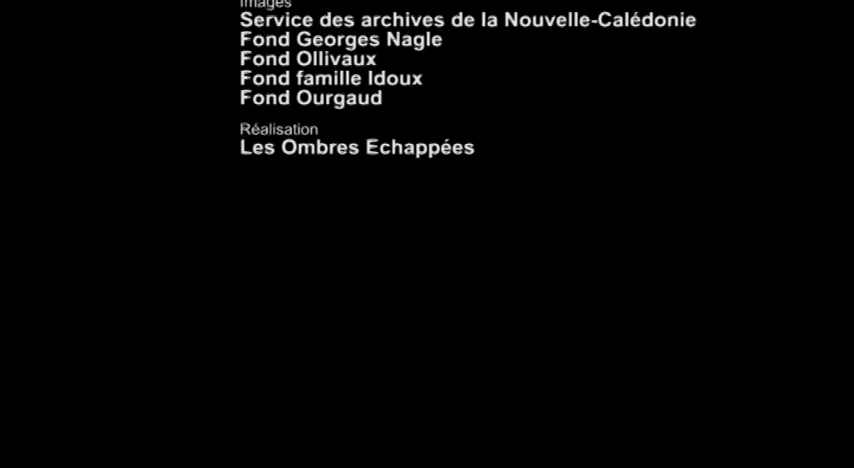 Images
Service des archives de la Nouvelle-Calédonie
Fond Georges Nagle
Fond Ollivaux
Fond famille Idoux
Fond Ourgaud
Réalisation
Les Ombres Echappées